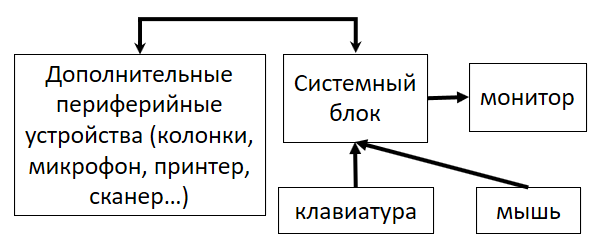 Дополнительные
периферийные
устройства (колонки,
микрофон, принтер,
сканер…)
Системный
блок
монитор
клавиатура
мышь